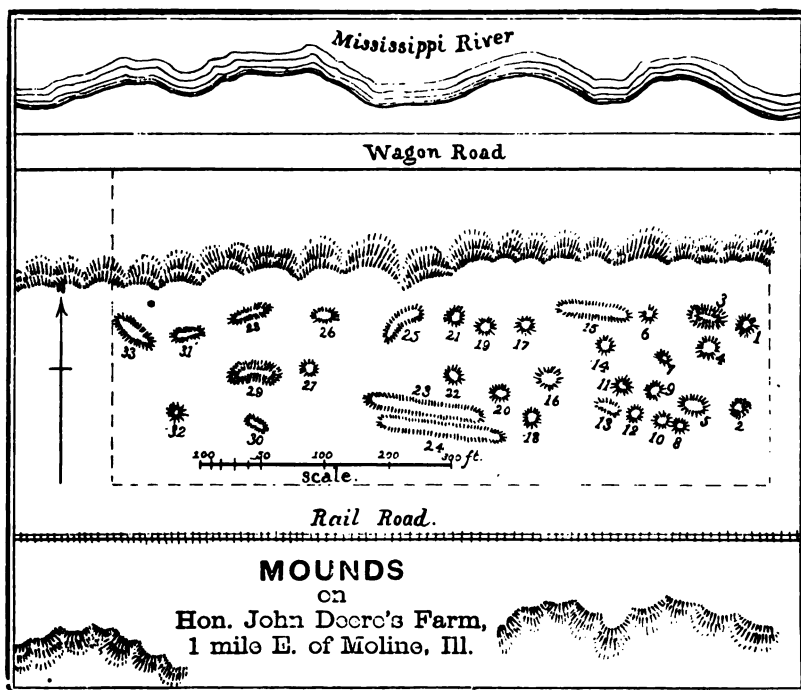 Mississippi River
Wagon Road
N
3
33 31 28 26 25 21 19 17 15 6 4 1
14 7
29 27 22 23 20 16 11 9
32 30 24 18 13 12 10 8 5 2
100 50 100 200 300 ft.
scale.
Rail Road.
MOUNDS
on
Hon. John Deere's Farm,
1 mile E. of Moline, Ill.